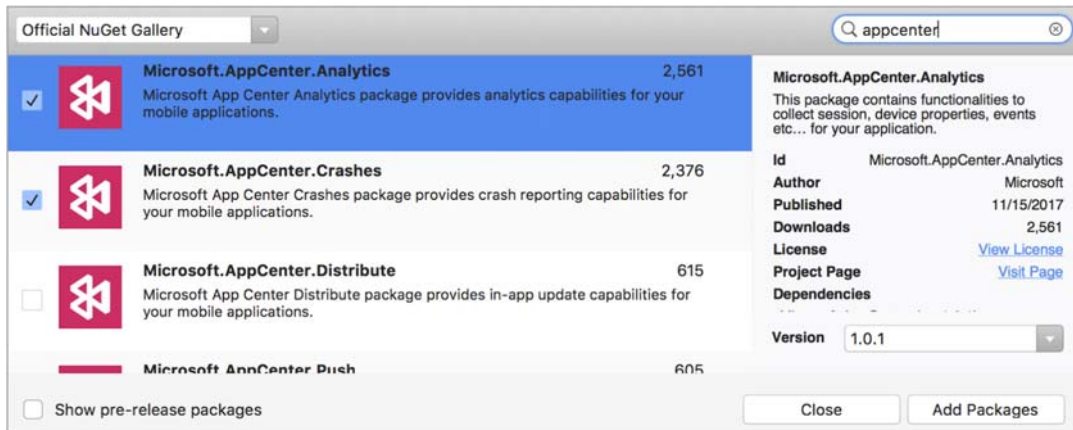 Official NuGet Gallery
appcenter
Microsoft.AppCenter.Analytics 2,561
Microsoft App Center Analytics package provides analytics capabilities for your
mobile applications.
Microsoft.AppCenter.Crashes 2,376
Microsoft App Center Crashes package provides crash reporting capabilities for
your mobile applications.
Microsoft.AppCenter.Distribute 615
Microsoft App Center Distribute package provides in-app update capabilities for
your mobile applications.
Microsoft.AppCenter.Push 605
Microsoft.AppCenter.Analytics
This package contains functionalities to
collect session, device properties, events
etc... for your application.
Id Microsoft.AppCenter.Analytics
Author Microsoft
Published 11/15/2017
Downloads 2,561
License View License
Project Page Visit Page
Dependencies
Version 1.0.1
Show pre-release packages
Close
Add Packages